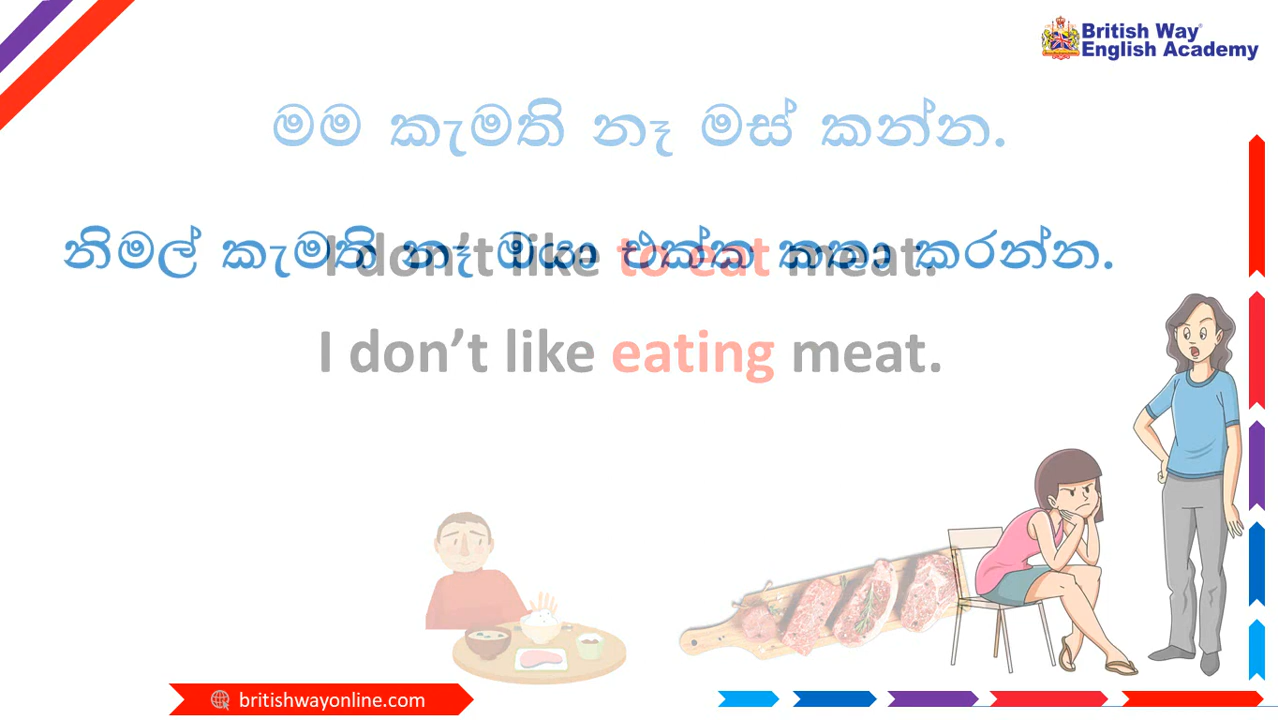 British Way®
English Academy
මම කැමති නෑ මස් කන්න.
නිමල් කැමති නෑ ඔයා එක්ක කතා කරන්න.
I don't like to eat meat.
I don't like eating meat.
britishwayonline.com